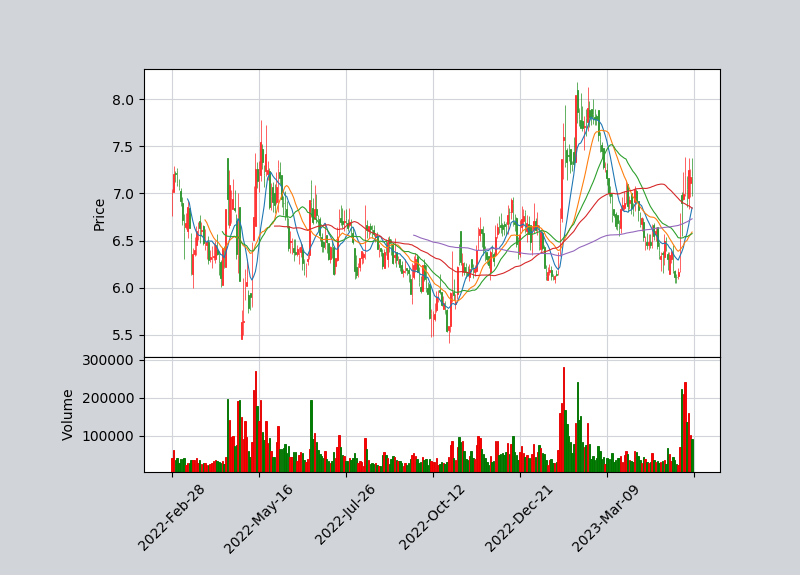 8.0
7.5
7.0
6.5
6.0
5.5
Price
300000
200000
100000
Volume
2022-Feb-28
2022-May-16
2022-Jul-26
2022-Oct-12
2022-Dec-21
2023-Mar-09